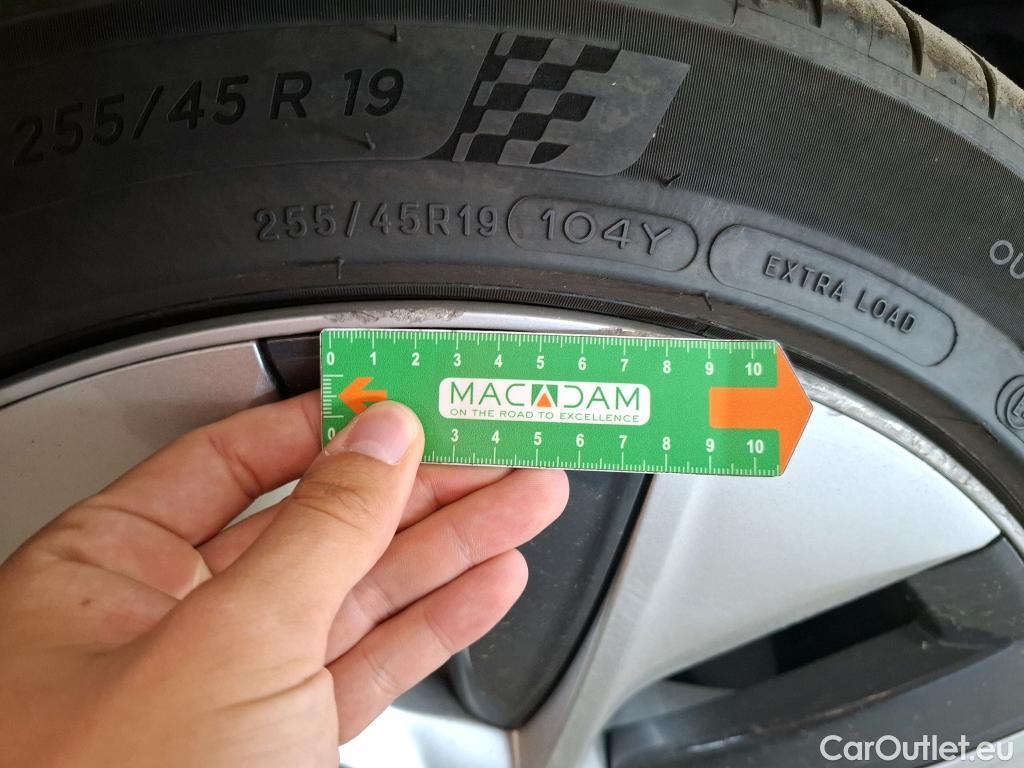 255/45 R 19
255/45R19 104Y EXTRA LOAD
OU
0 1 2 3 4 5 6 7 8 9 10
MACADAM
ON THE ROAD TO EXCELLENCE
0 3 4 5 6 7 8 9 10
CarOutlet.eu